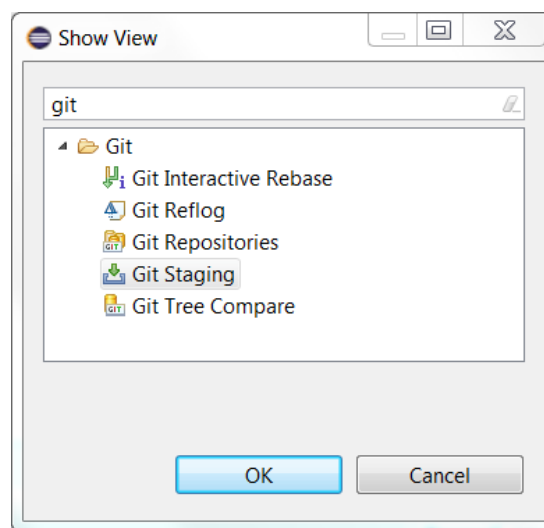 Show View
git
Git
Git Interactive Rebase
Git Reflog
Git Repositories
Git Staging
Git Tree Compare
OK
Cancel